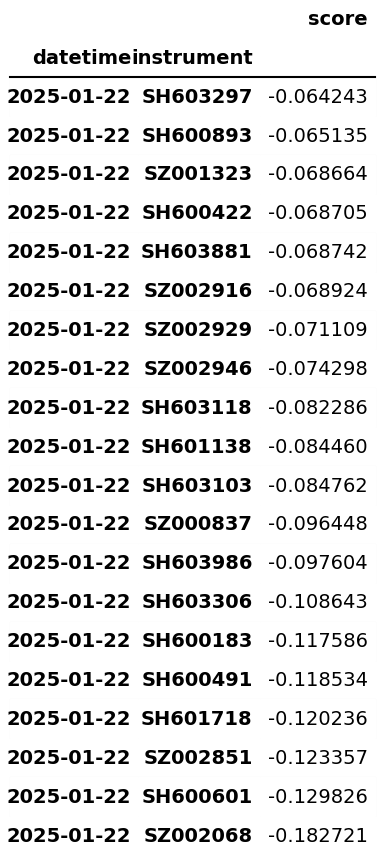 score
datetime instrument
2025-01-22 SH603297 -0.064243
2025-01-22 SH600893 -0.065135
2025-01-22 SZ001323 -0.068664
2025-01-22 SH600422 -0.068705
2025-01-22 SH603881 -0.068742
2025-01-22 SZ002916 -0.068924
2025-01-22 SZ002929 -0.071109
2025-01-22 SZ002946 -0.074298
2025-01-22 SH603118 -0.082286
2025-01-22 SH601138 -0.084460
2025-01-22 SH603103 -0.084762
2025-01-22 SZ000837 -0.096448
2025-01-22 SH603986 -0.097604
2025-01-22 SH603306 -0.108643
2025-01-22 SH600183 -0.117586
2025-01-22 SH600491 -0.118534
2025-01-22 SH601718 -0.120236
2025-01-22 SZ002851 -0.123357
2025-01-22 SH600601 -0.129826
2025-01-22 SZ002068 -0.182721